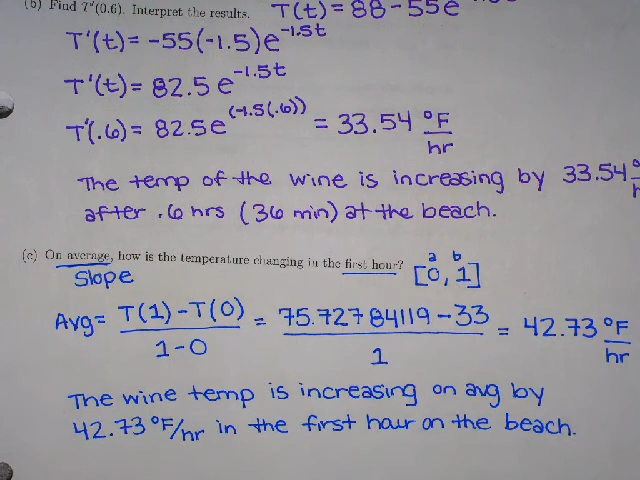 (b) Find T'(0.6). Interpret the results. T(t) = 88-55e
T'(t) = -55(-1.5)e^-1.5t
T'(t) = 82.5 e^-1.5t
T'(.6) = 82.5e^(-1.5(.6)) = 33.54 °F/hr
The temp of the wine is increasing by 33.54°
after .6 hrs (36 min) at the beach.
(c) On average, how is the temperature changing in the first hour? [0, 1]
a b
Slope
Avg = T(1)-T(0)/1-0 = 75.72784119-33/1 = 42.73 °F/hr
The wine temp is increasing on avg by
42.73 °F/hr in the first hour on the beach.